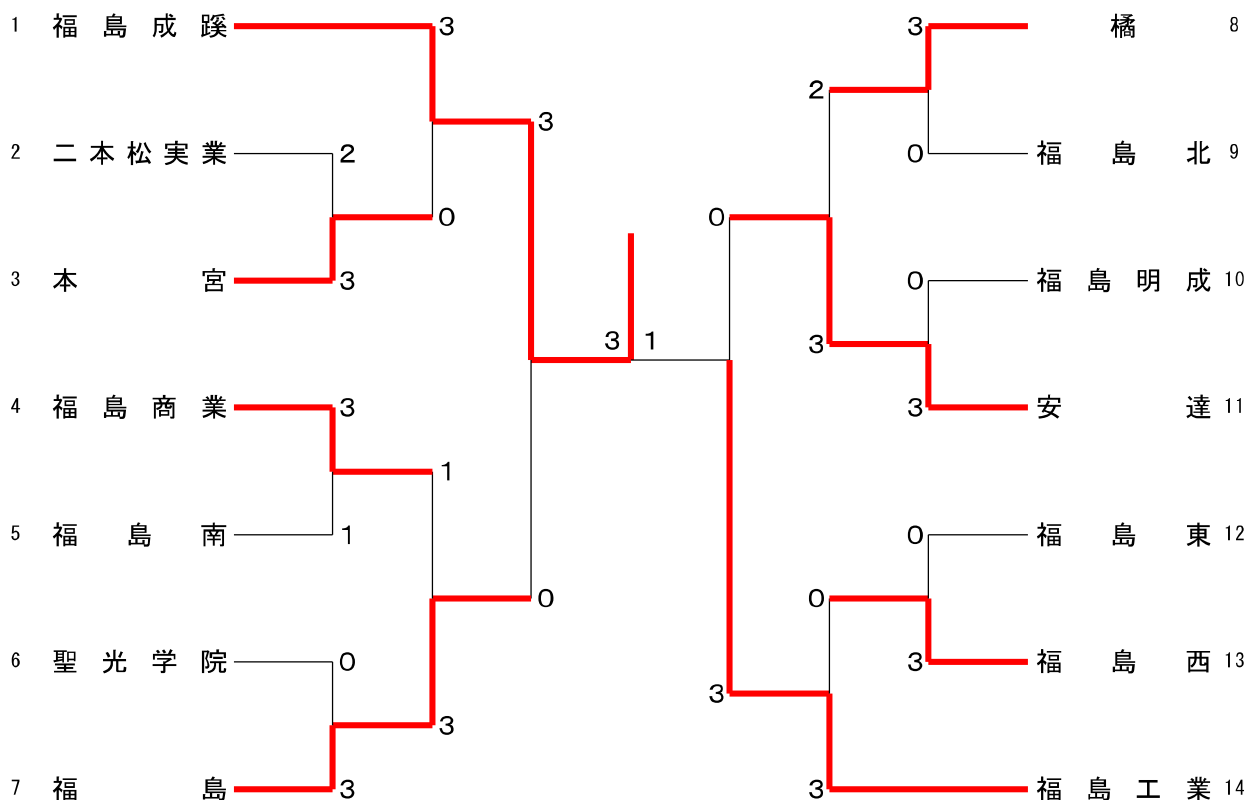 1 福島成蹊 3 3 橘 8
2
3
2 二本松実業 2 0 福島北 9
0 0
3 本宮 3 0 福島明成 10
3 1 3
4 福島商業 3 3 安達 11
1
5 福島南 1 0 福島東 12
0 0
6 聖光学院 0 3 福島西 13
3
3
7 福島 3 3 福島工業 14